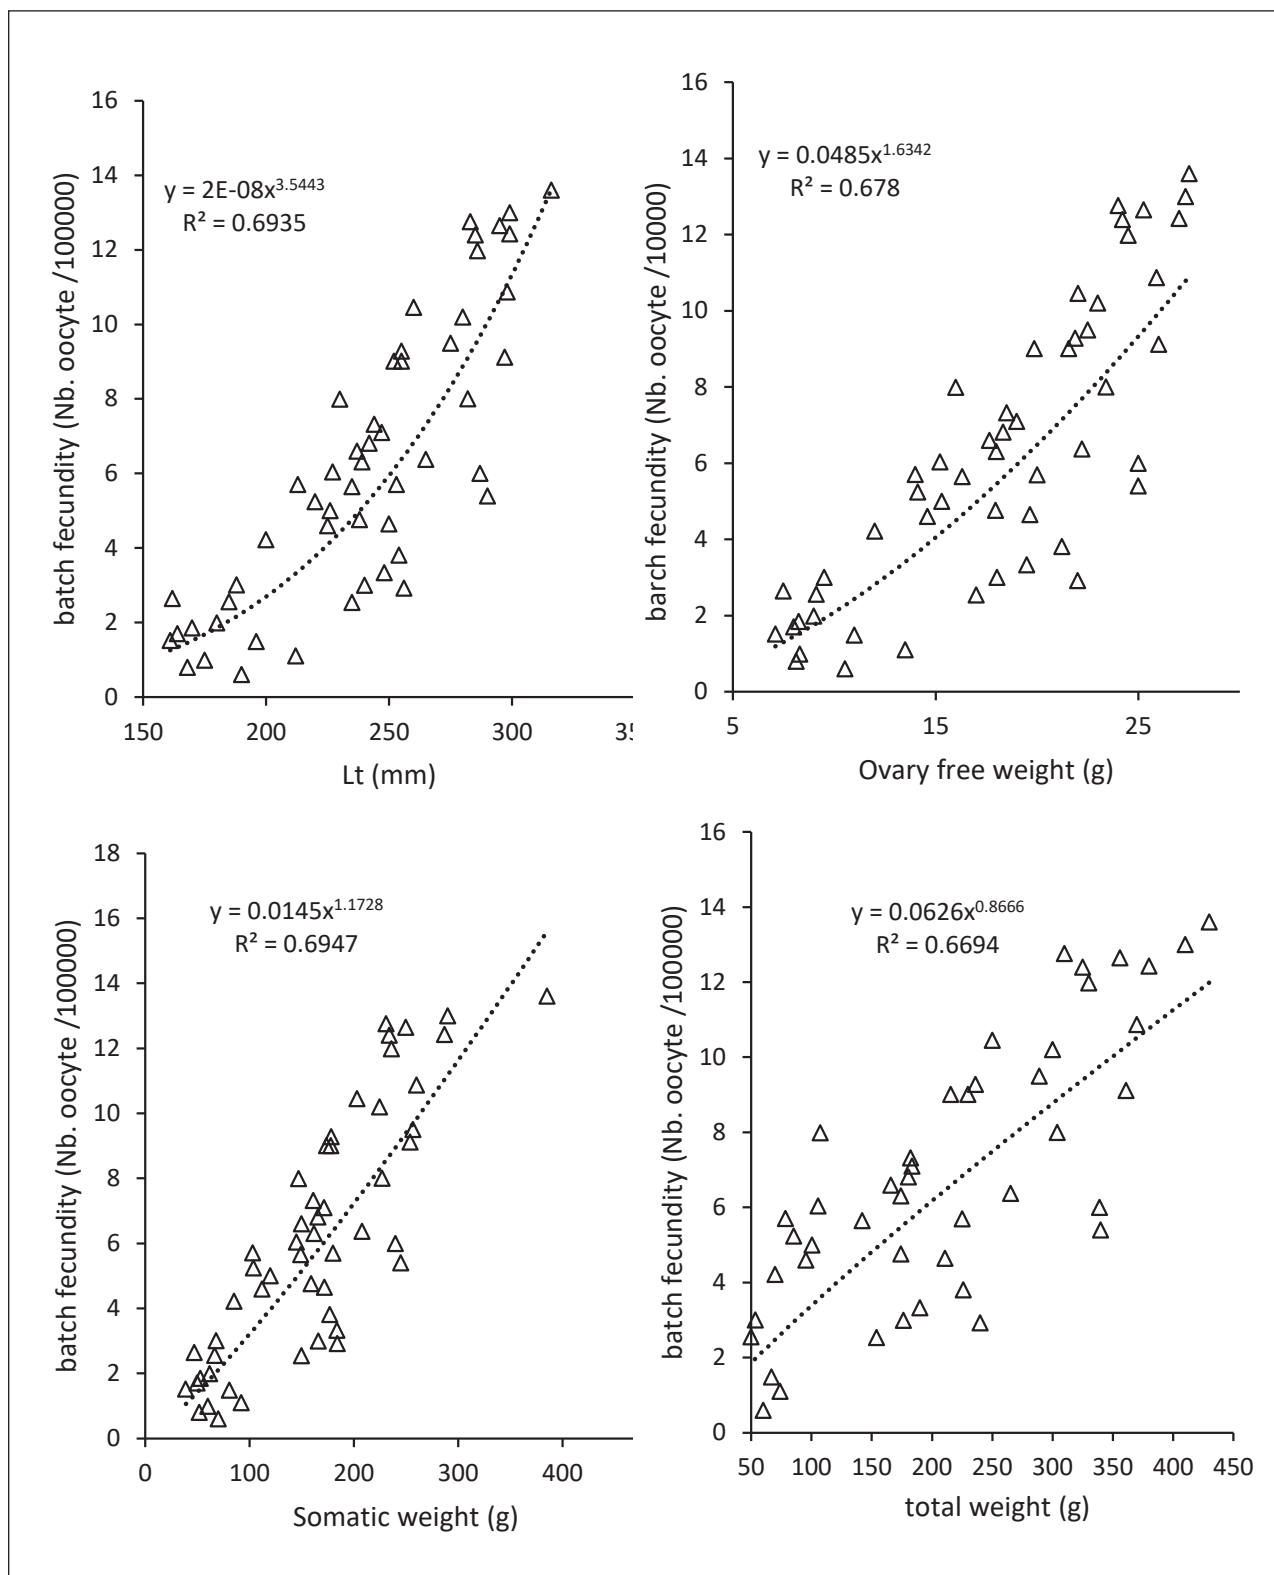 16
14
12
10
8
6
4
2
0
batch fecundity (Nb. oocyte /100000)
y = 2E-08x^3.5443
R² = 0.6935
150 200 250 300 35
Lt (mm)
16
14
12
10
8
6
4
2
0
barch fecundity (Nb. oocyte /10000)
y = 0.0485x^1.6342
R² = 0.678
5 15 25
Ovary free weight (g)
18
16
14
12
10
8
6
4
2
0
batch fecundity (Nb. oocyte /100000)
y = 0.0145x^1.1728
R² = 0.6947
0 100 200 300 400
Somatic weight (g)
16
14
12
10
8
6
4
2
0
batch fecundity (Nb. oocyte /100000)
y = 0.0626x^0.8666
R² = 0.6694
50 100 150 200 250 300 350 400 450
total weight (g)